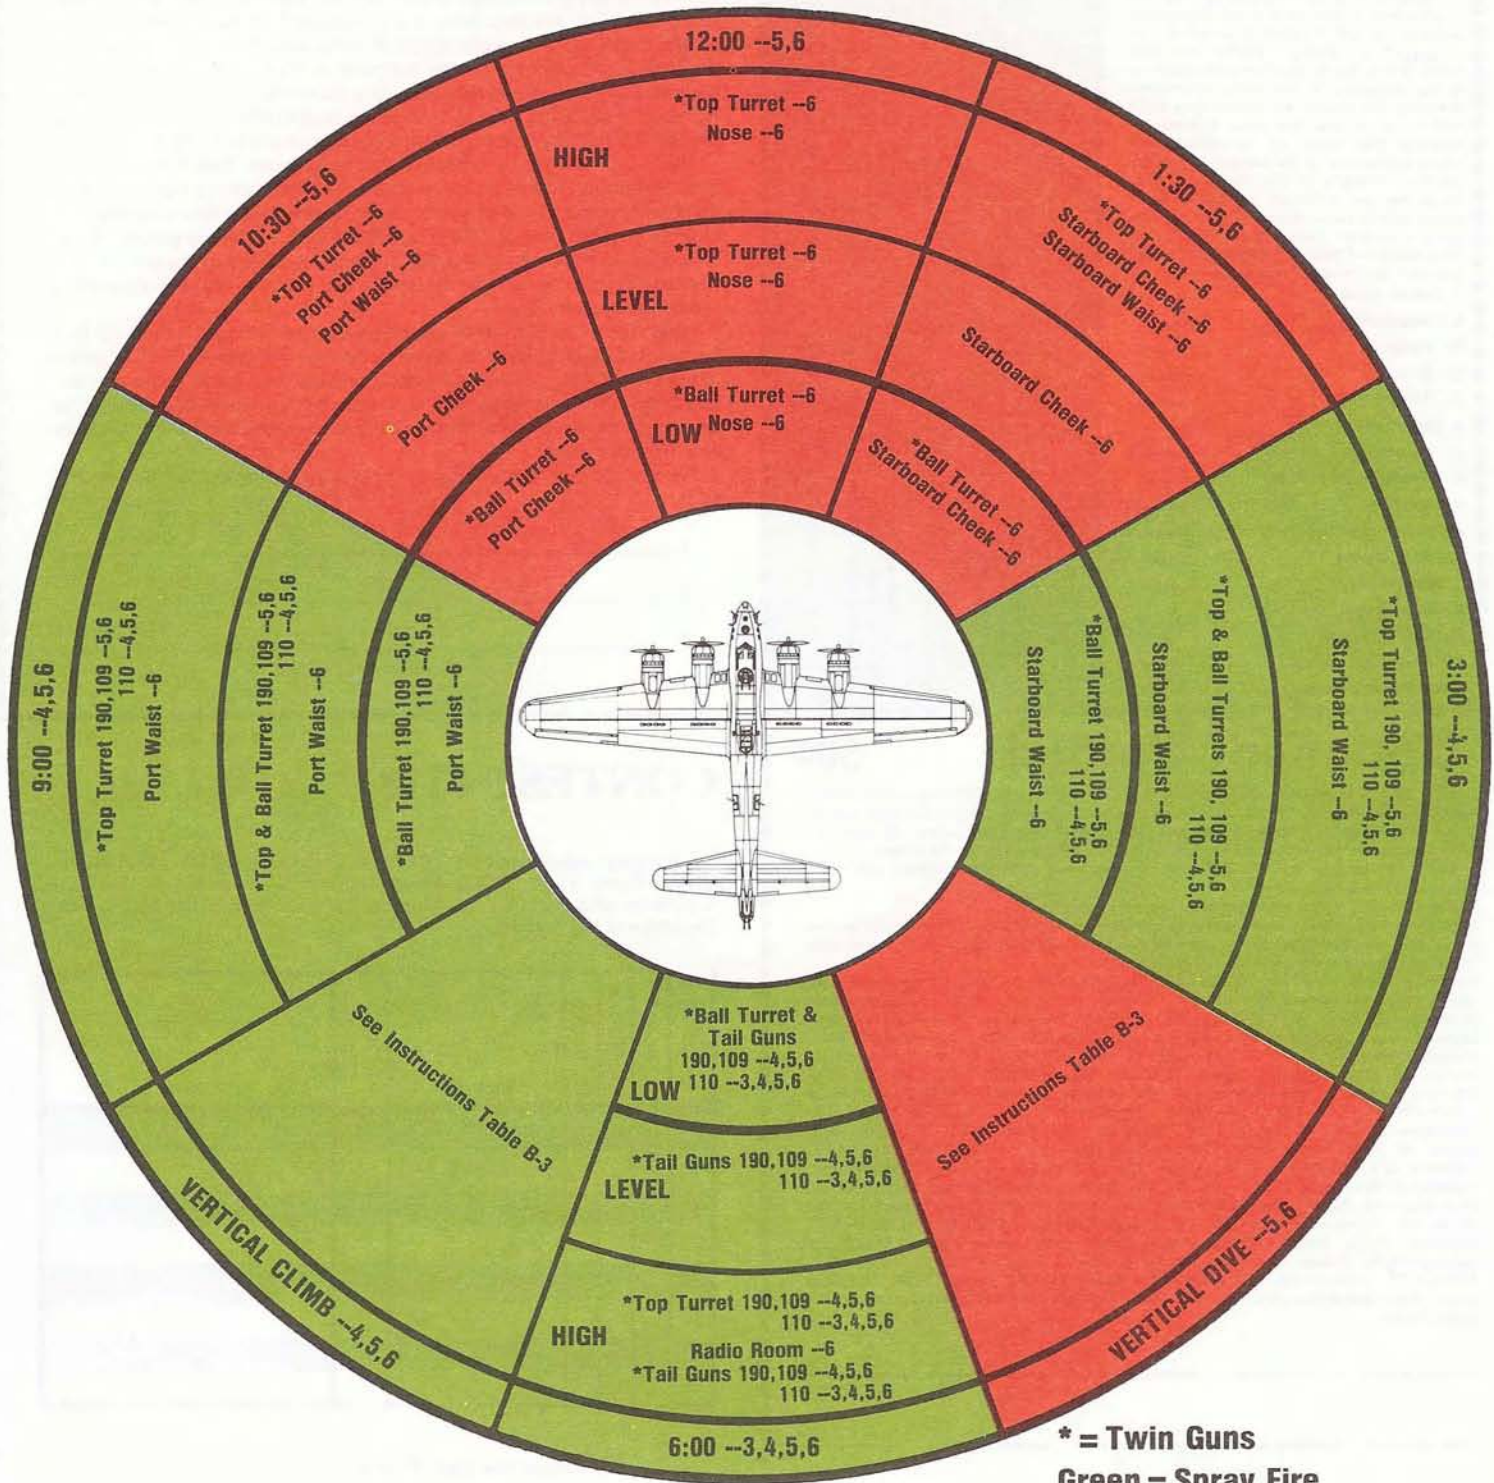 12:00 --5,6
*Top Turret --6
Nose --6
HIGH
*Top Turret --6
Nose --6
LEVEL
*Ball Turret --6
Nose --6
LOW
1:30 --5,6
*Top Turret --6
Starboard Cheek --6
Starboard Waist --6
Starboard Cheek --6
*Ball Turret --6
Starboard Cheek --6
3:00 --4,5,6
*Top Turret 190, 109 --5,6
110 --4,5,6
Starboard Waist --6
*Top & Ball Turrets 190, 109 --5,6
110 --4,5,6
Starboard Waist --6
*Ball Turret 190,109 --5,6
110 --4,5,6
Starboard Waist --6
VERTICAL DIVE --5,6
See Instructions Table B-3
*Ball Turret &
Tail Guns
190,109 --4,5,6
110 --3,4,5,6
LOW
*Tail Guns 190,109 --4,5,6
110 --3,4,5,6
LEVEL
*Top Turret 190,109 --4,5,6
110 --3,4,5,6
HIGH
Radio Room --6
*Tail Guns 190,109 --4,5,6
110 --3,4,5,6
6:00 --3,4,5,6
VERTICAL CLIMB --4,5,6
See Instructions Table B-3
9:00 --4,5,6
*Top Turret 190,109 --5,6
110 --4,5,6
Port Waist --6
*Top & Ball Turret 190,109 --5,6
110 --4,5,6
Port Waist --6
*Ball Turret 190,109 --5,6
110 --4,5,6
Port Waist --6
10:30 --5,6
*Top Turret --6
Port Cheek --6
Port Waist --6
Port Cheek --6
*Ball Turret --6
Port Cheek --6
* = Twin Guns
Green = Spray Fire